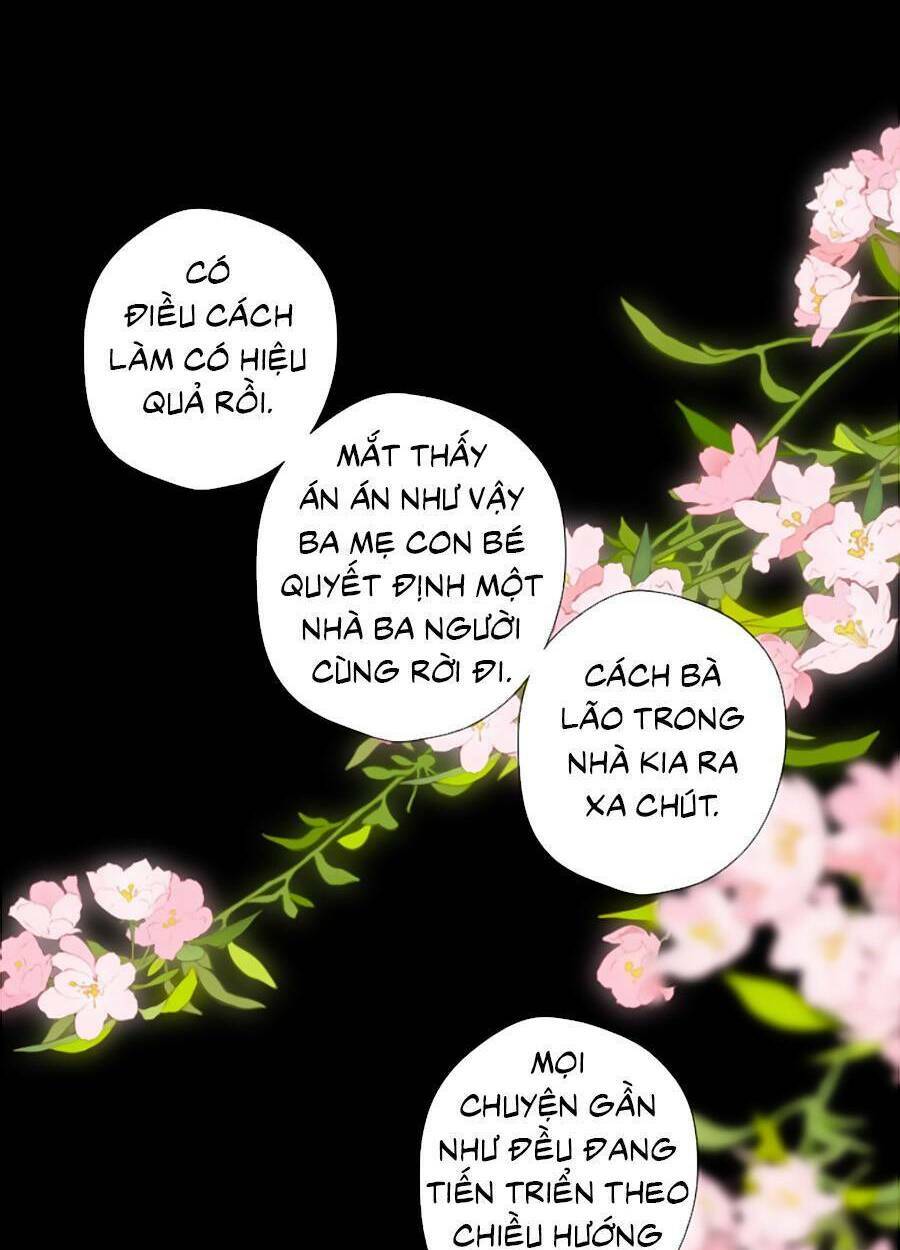 CÓ
ĐIỀU CÁCH
LÀM CÓ HIỆU
QUẢ RỒI.
MẮT THẤY
ÁN ÁN NHƯ VẬY
BA MẸ CON BÉ
QUYẾT ĐỊNH MỘT
NHÀ BA NGƯỜI
CÙNG RỜI ĐI.
CÁCH BÀ
LÃO TRONG
NHÀ KIA RA
XA CHÚT.
MỌI
CHUYỆN GẦN
NHƯ ĐỀU ĐANG
TIẾN TRIỂN THEO
CHIỀU HƯỚNG